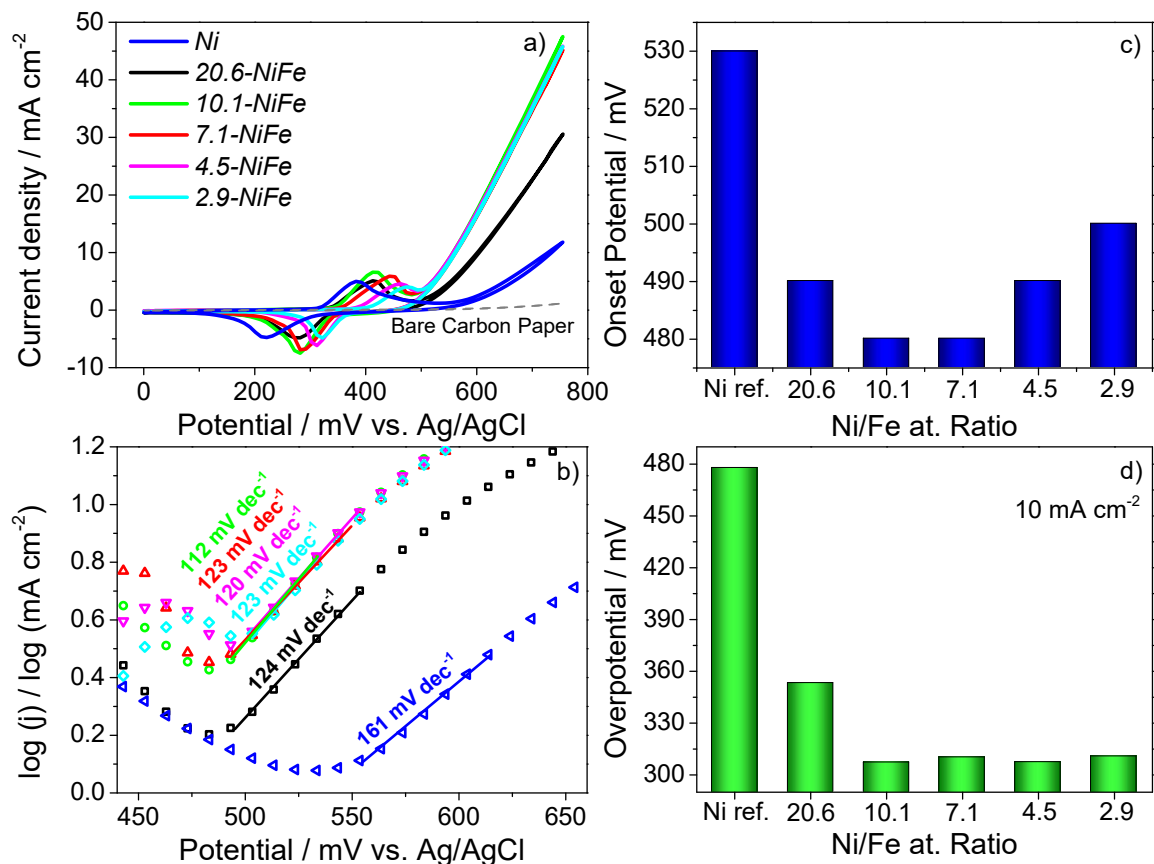 a)
Ni
20.6-NiFe
10.1-NiFe
7.1-NiFe
4.5-NiFe
2.9-NiFe
Bare Carbon Paper
50
40
30
20
10
0
-10
0 200 400 600 800
Current density / mA cm⁻²
Potential / mV vs. Ag/AgCl
c)
530
520
510
500
490
480
Onset Potential / mV
Ni ref. 20.6 10.1 7.1 4.5 2.9
Ni/Fe at. Ratio
b)
112 mV dec⁻¹
123 mV dec⁻¹
120 mV dec⁻¹
123 mV dec⁻¹
124 mV dec⁻¹
161 mV dec⁻¹
1.2
1.0
0.8
0.6
0.4
0.2
0.0
450 500 550 600 650
log (j) / log (mA cm⁻²)
Potential / mV vs. Ag/AgCl
d)
10 mA cm⁻²
480
450
420
390
360
330
300
Overpotential / mV
Ni ref. 20.6 10.1 7.1 4.5 2.9
Ni/Fe at. Ratio